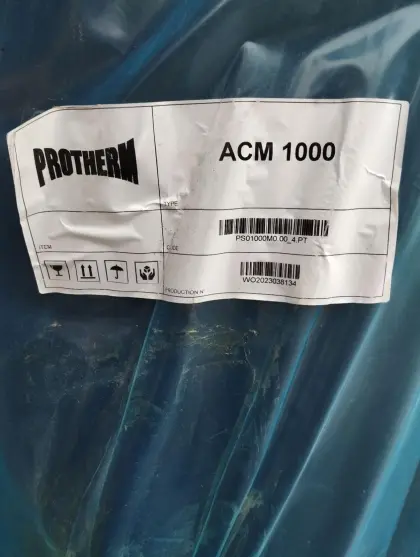 PROTHERM
ACM 1000
TYPE
PS01000M0 00_4.PT
ITEM
CODE
WO2023038134
PRODUCTION N°